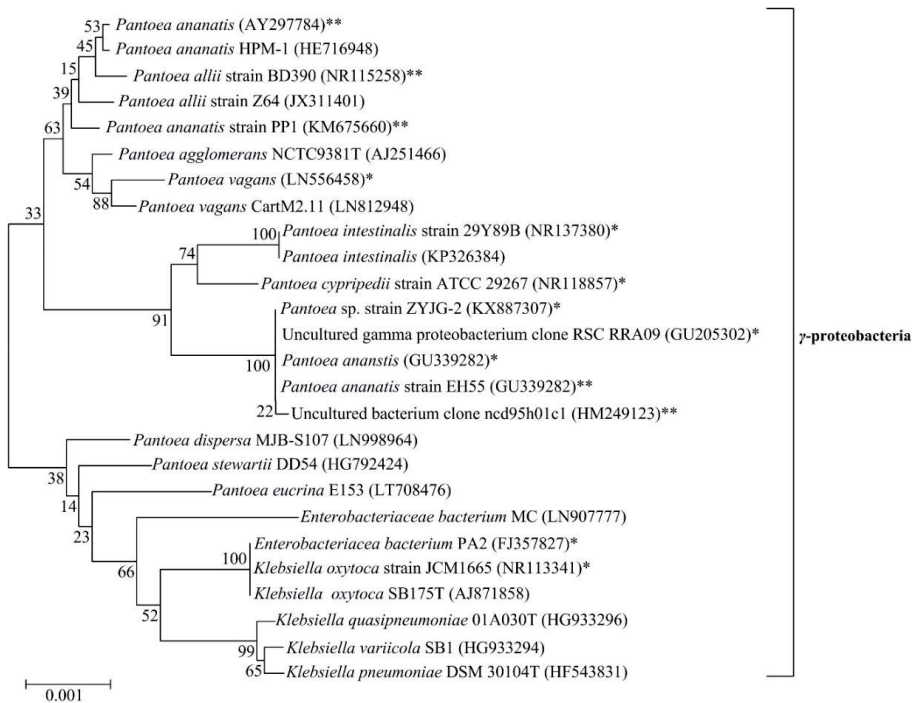 53
Pantoea ananatis (AY297784)**
45
Pantoea ananatis HPM-1 (HE716948)
15
Pantoea allii strain BD390 (NR115258)**
39
Pantoea allii strain Z64 (JX311401)
63
Pantoea ananatis strain PP1 (KM675660)**
Pantoea agglomerans NCTC9381T (AJ251466)
54
Pantoea vagans (LN556458)*
88
Pantoea vagans CartM2.11 (LN812948)
33
100
Pantoea intestinalis strain 29Y89B (NR137380)*
74
Pantoea intestinalis (KP326384)
Pantoea cypripedii strain ATCC 29267 (NR118857)*
91
Pantoea sp. strain ZYJG-2 (KX887307)*
Uncultured gamma proteobacterium clone RSC RRA09 (GU205302)*
γ-proteobacteria
100
Pantoea ananstis (GU339282)*
Pantoea ananatis strain EH55 (GU339282)**
22
Uncultured bacterium clone ncd95h01c1 (HM249123)**
Pantoea dispersa MJB-S107 (LN998964)
38
Pantoea stewartii DD54 (HG792424)
14
Pantoea eucrina E153 (LT708476)
23
Enterobacteriaceae bacterium MC (LN907777)
66
Enterobacteriacea bacterium PA2 (FJ357827)*
100
Klebsiella oxytoca strain JCM1665 (NR113341)*
Klebsiella oxytoca SB175T (AJ871858)
52
Klebsiella quasipneumoniae 01A030T (HG933296)
99
Klebsiella variicola SB1 (HG933294)
65
Klebsiella pneumoniae DSM 30104T (HF543831)
0.001